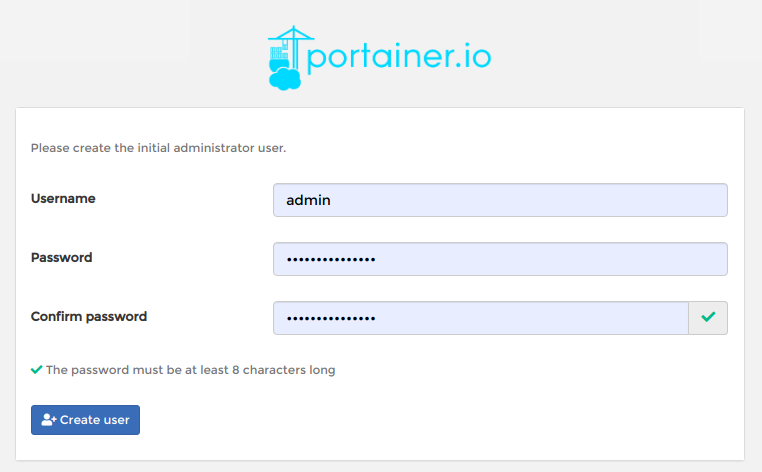 portainer.io
Please create the initial administrator user.
Username
admin
Password
•••••••••••••••
Confirm password
•••••••••••••••
The password must be at least 8 characters long
Create user